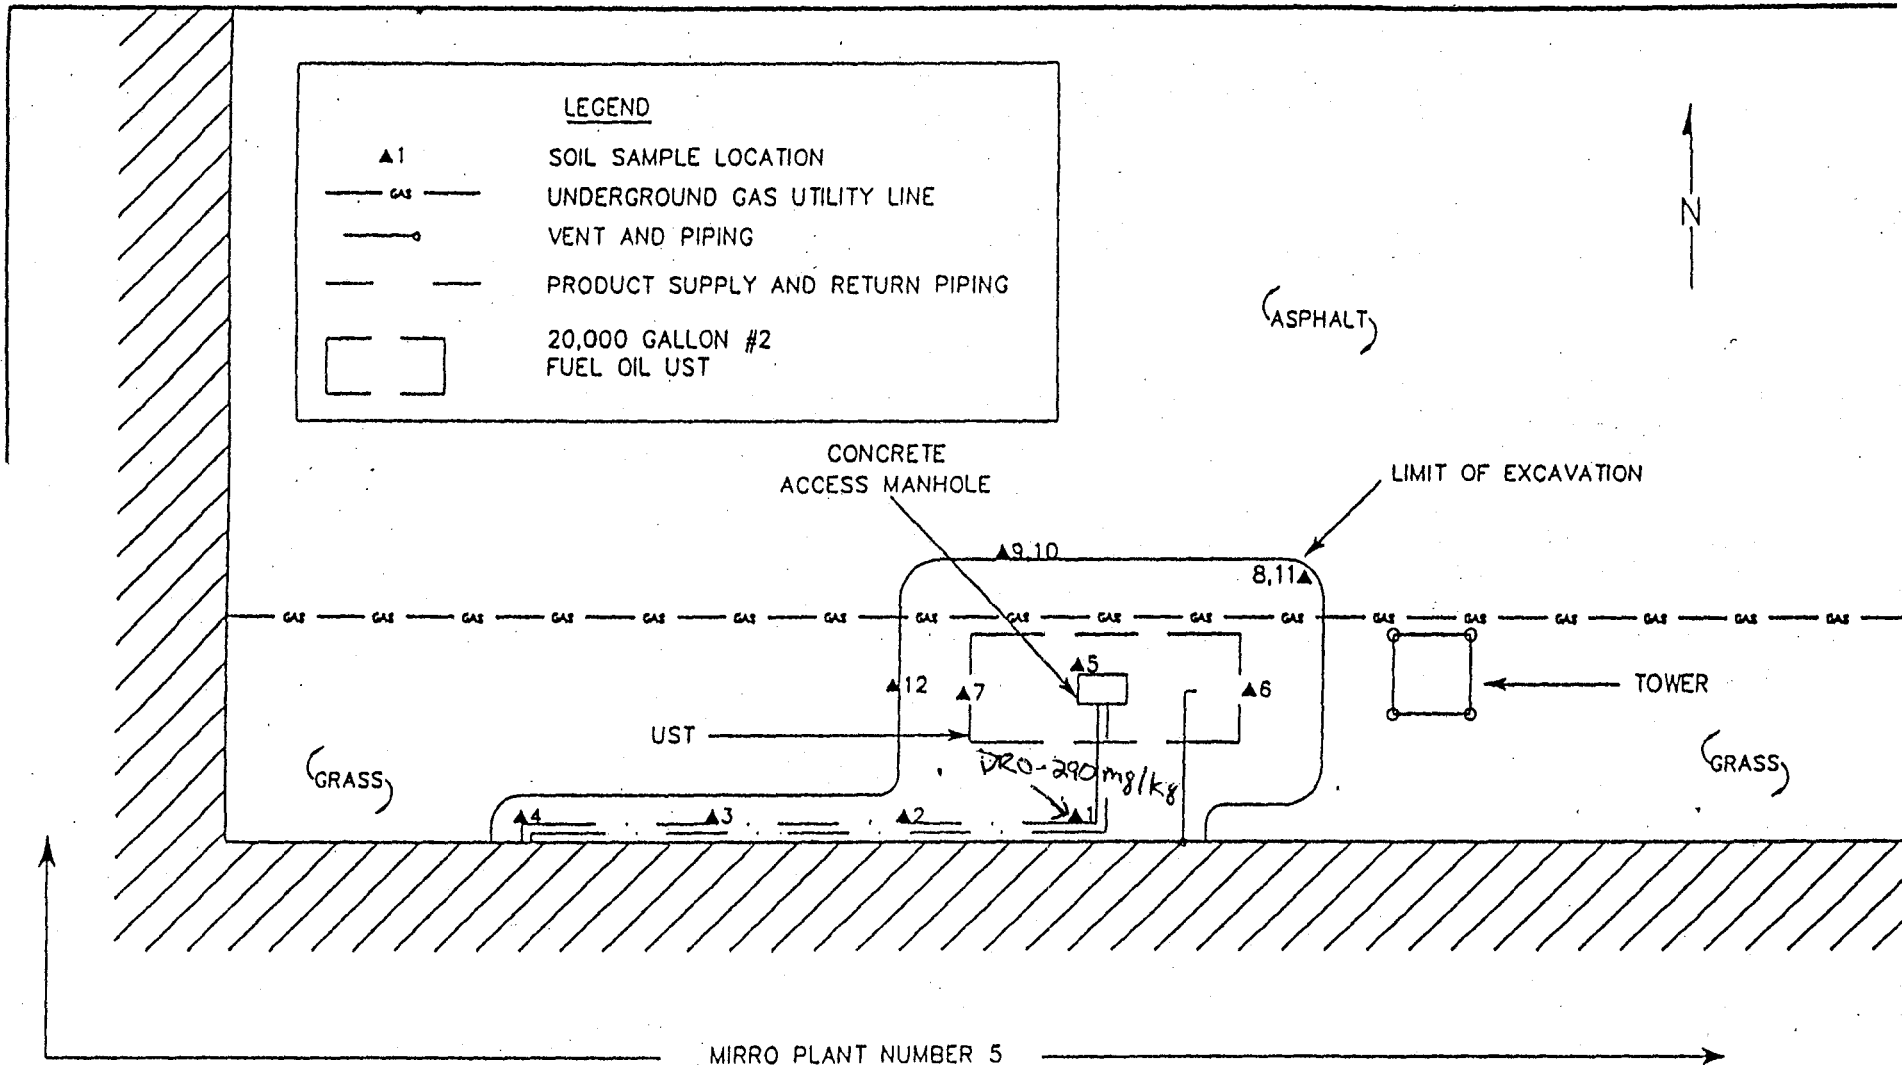 LEGEND
▲1 SOIL SAMPLE LOCATION
GAS UNDERGROUND GAS UTILITY LINE
VENT AND PIPING
PRODUCT SUPPLY AND RETURN PIPING
20,000 GALLON #2
FUEL OIL UST
N
ASPHALT
CONCRETE
ACCESS MANHOLE
LIMIT OF EXCAVATION
▲9,10
8,11▲
GAS GAS GAS GAS GAS GAS GAS GAS GAS GAS GAS GAS GAS GAS GAS GAS GAS GAS
▲5
▲12
▲7
▲6
TOWER
UST
DRO-290 mg/kg
GRASS
GRASS
▲4
▲3
▲2
▲1
MIRRO PLANT NUMBER 5